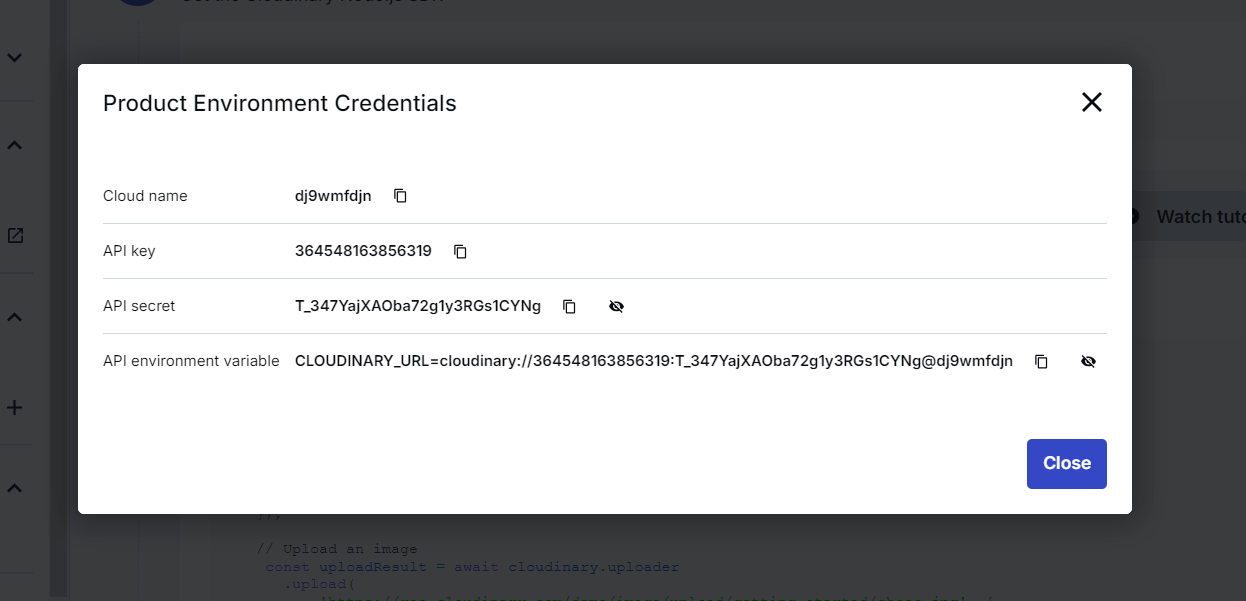 Product Environment Credentials
Cloud name dj9wmfdjn
API key 364548163856319
Watch tuto
API secret T_347YajXAOba72g1y3RGs1CYNg
API environment variable CLOUDINARY_URL=cloudinary://364548163856319:T_347YajXAOba72g1y3RGs1CYNg@dj9wmfdjn
Close
// Upload an image
const uploadResult = await cloudinary.uploader
.upload(